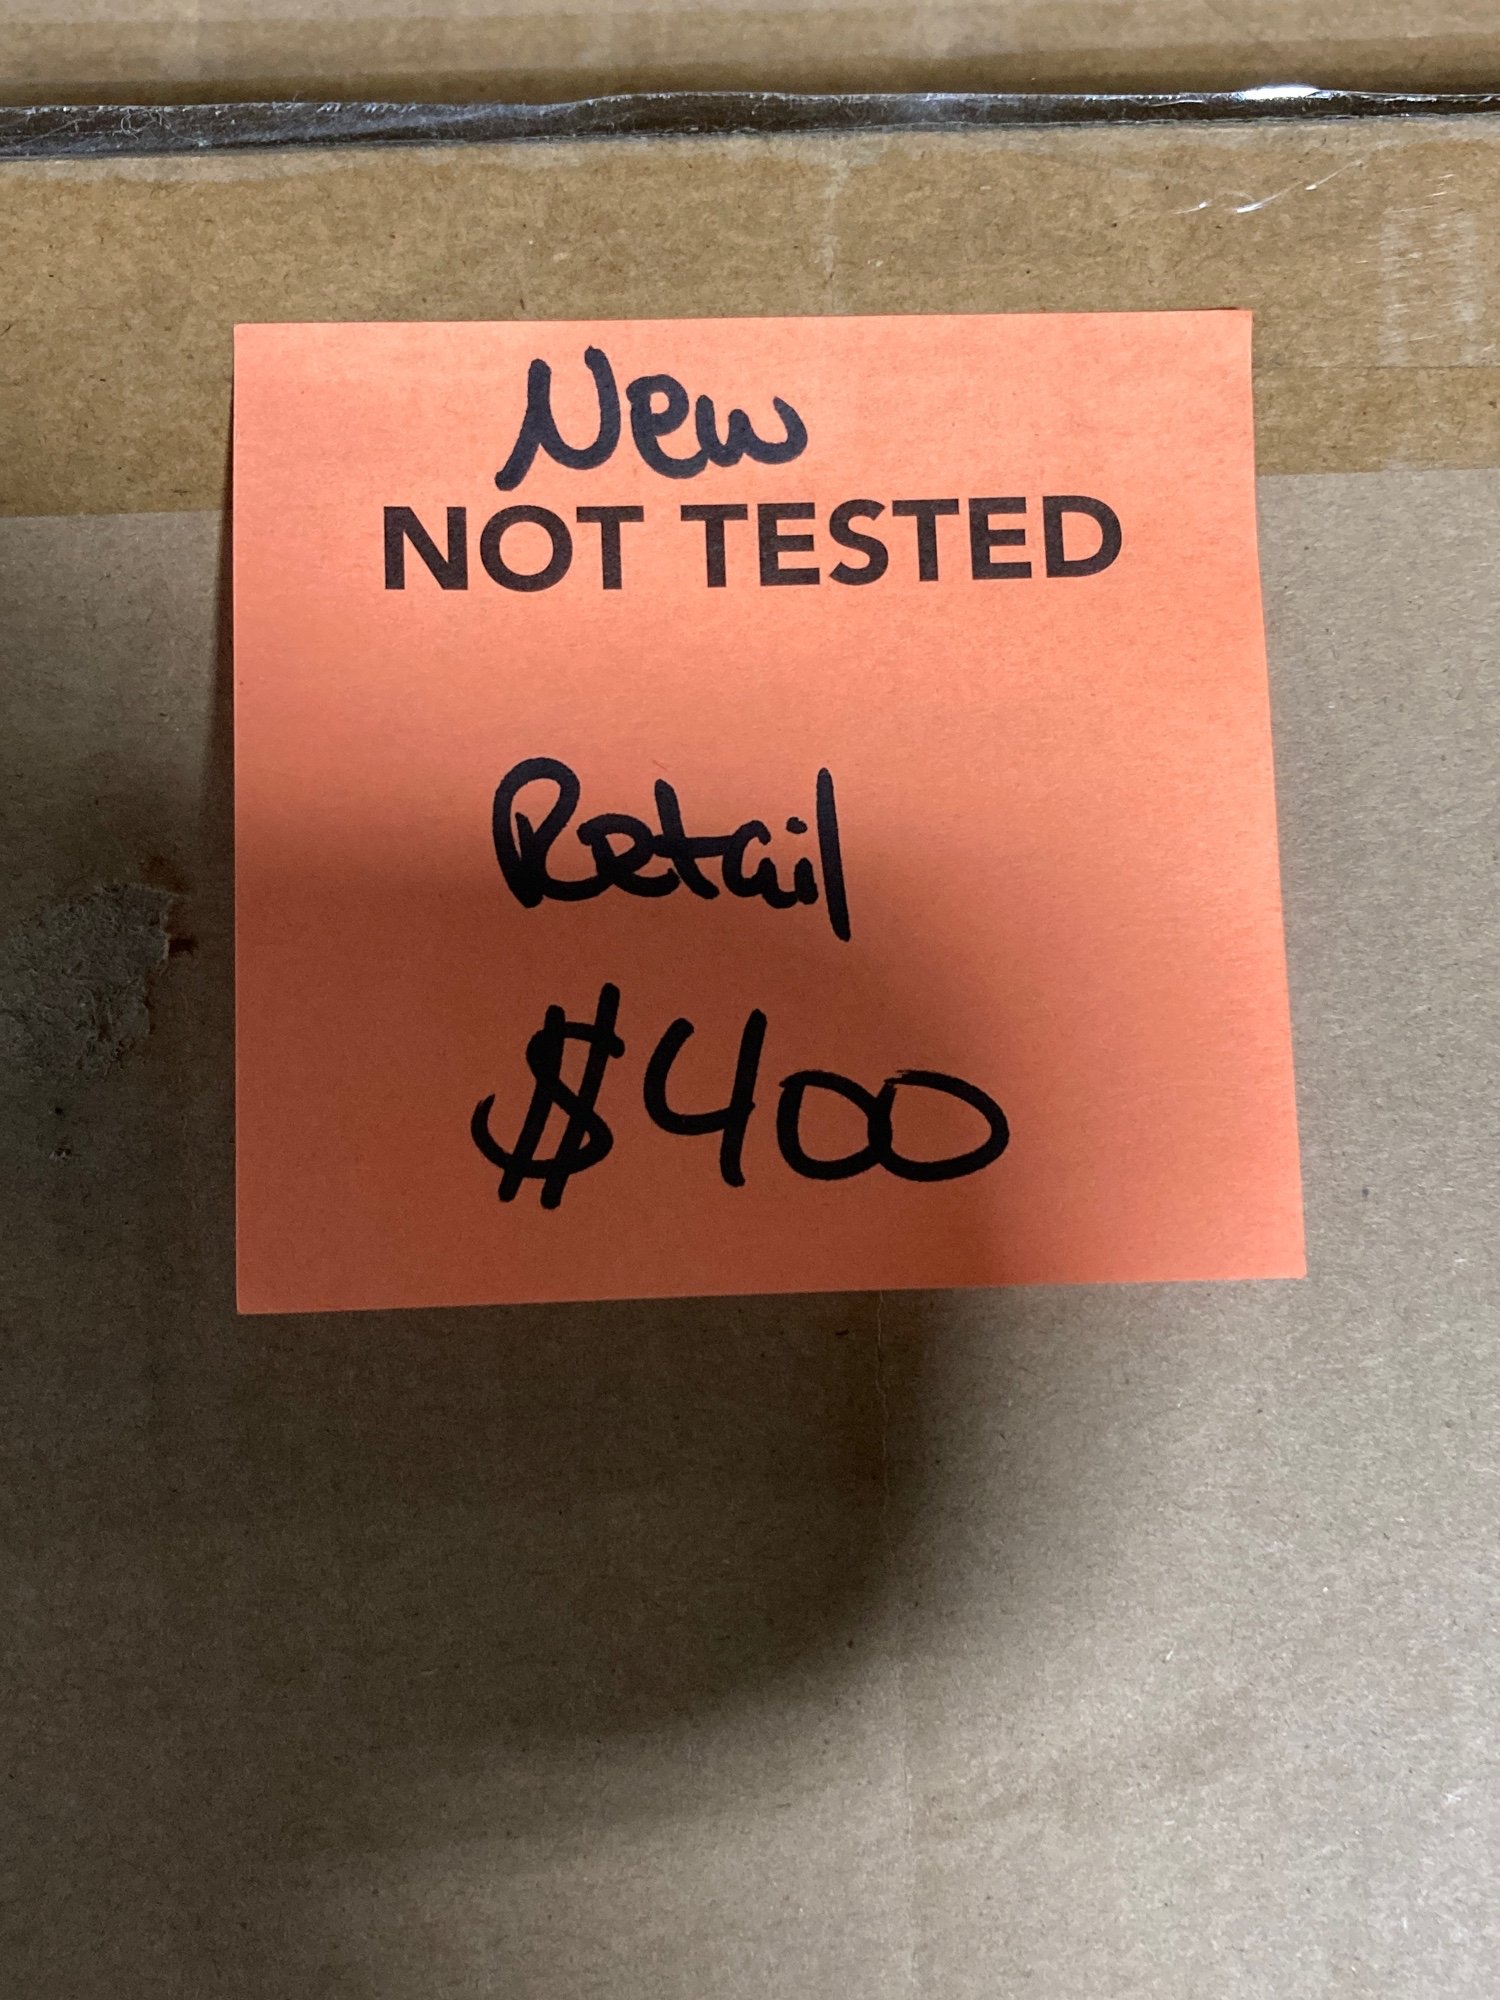 New
NOT TESTED
Retail
$400